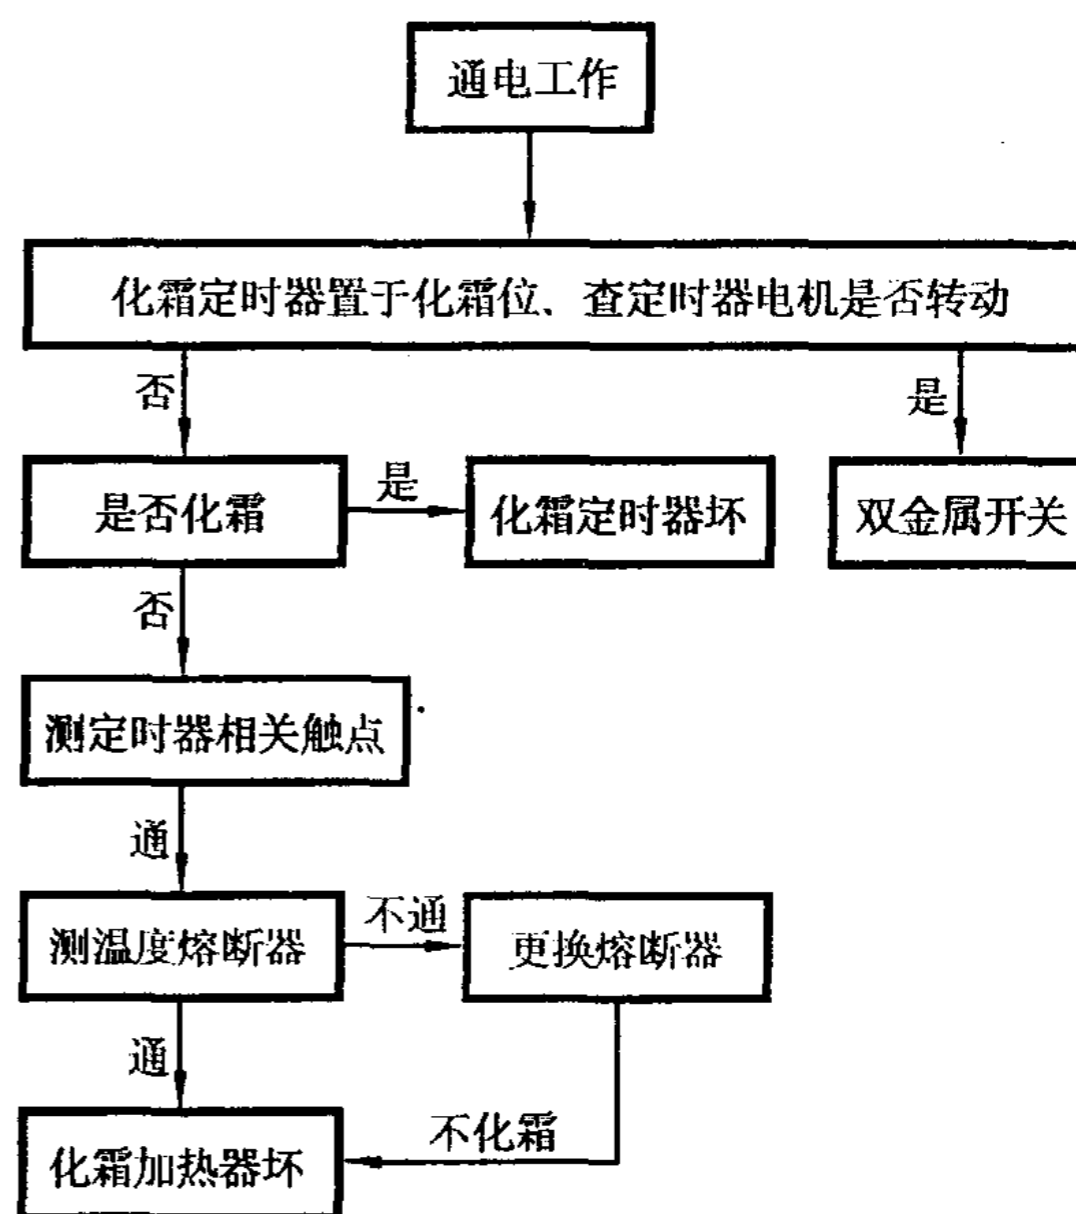 通电工作
化霜定时器置于化霜位、查定时器电机是否转动
否
是
是否化霜
是
化霜定时器坏
双金属开关
否
测定时器相关触点
通
测温度熔断器
不通
更换熔断器
通
不化霜
化霜加热器坏